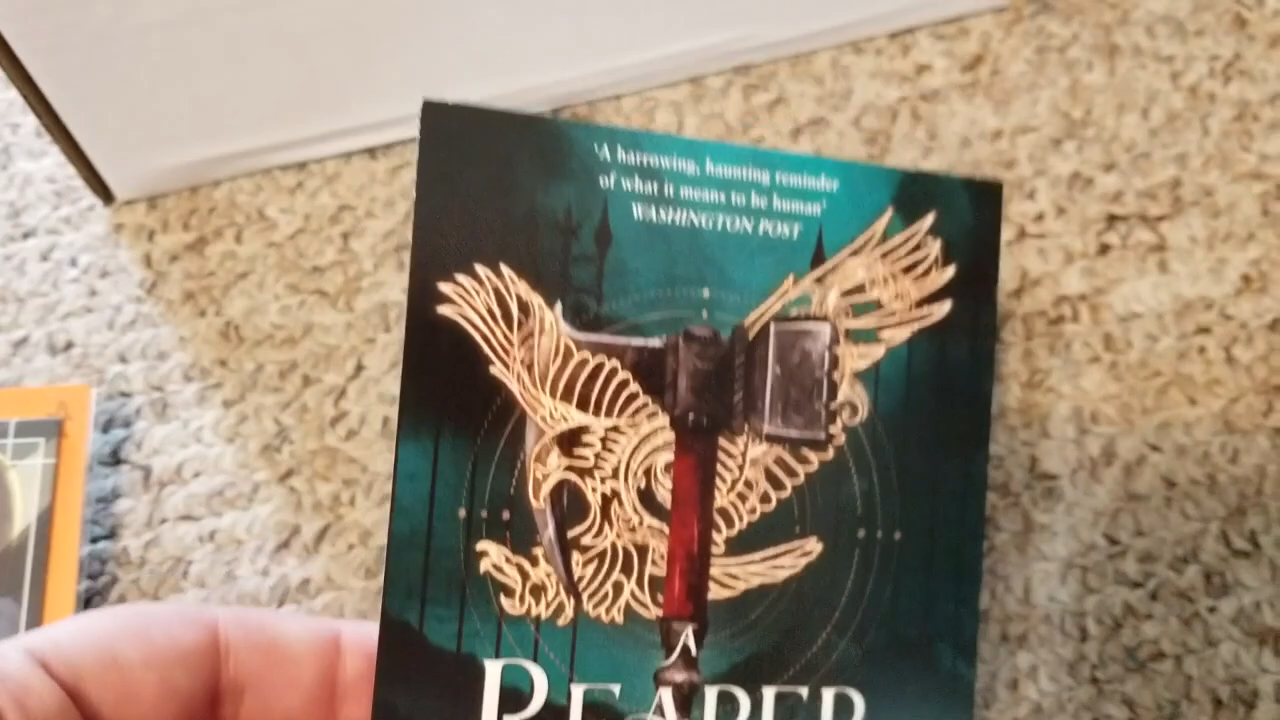 'A harrowing, haunting reminder
of what it means to be human'
WASHINGTON POST
A
REAPER